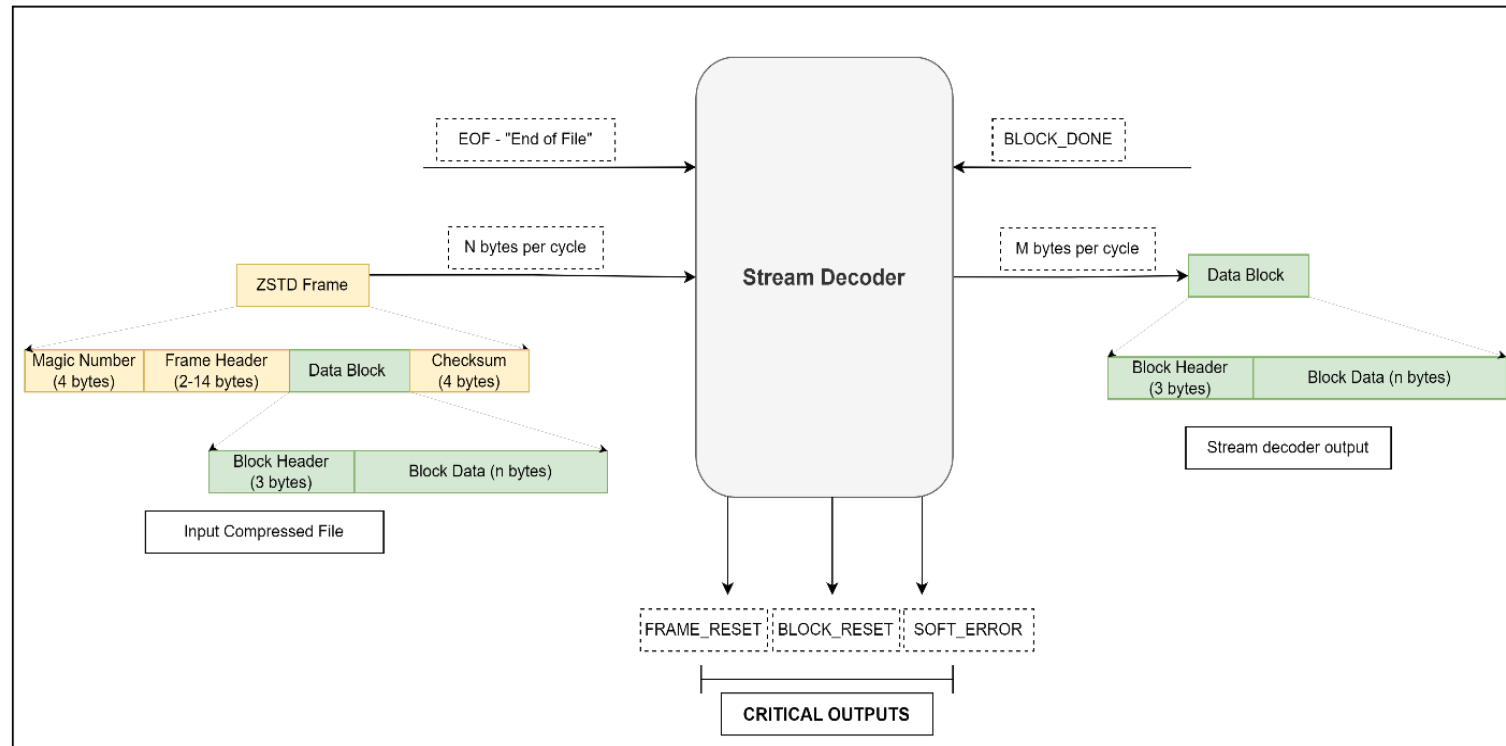 EOF - "End of File"
BLOCK_DONE
N bytes per cycle
M bytes per cycle
Stream Decoder
ZSTD Frame
Data Block
Magic Number
(4 bytes)
Frame Header
(2-14 bytes)
Data Block
Checksum
(4 bytes)
Block Header
(3 bytes)
Block Data (n bytes)
Block Header
(3 bytes)
Block Data (n bytes)
Stream decoder output
Input Compressed File
FRAME_RESET
BLOCK_RESET
SOFT_ERROR
CRITICAL OUTPUTS